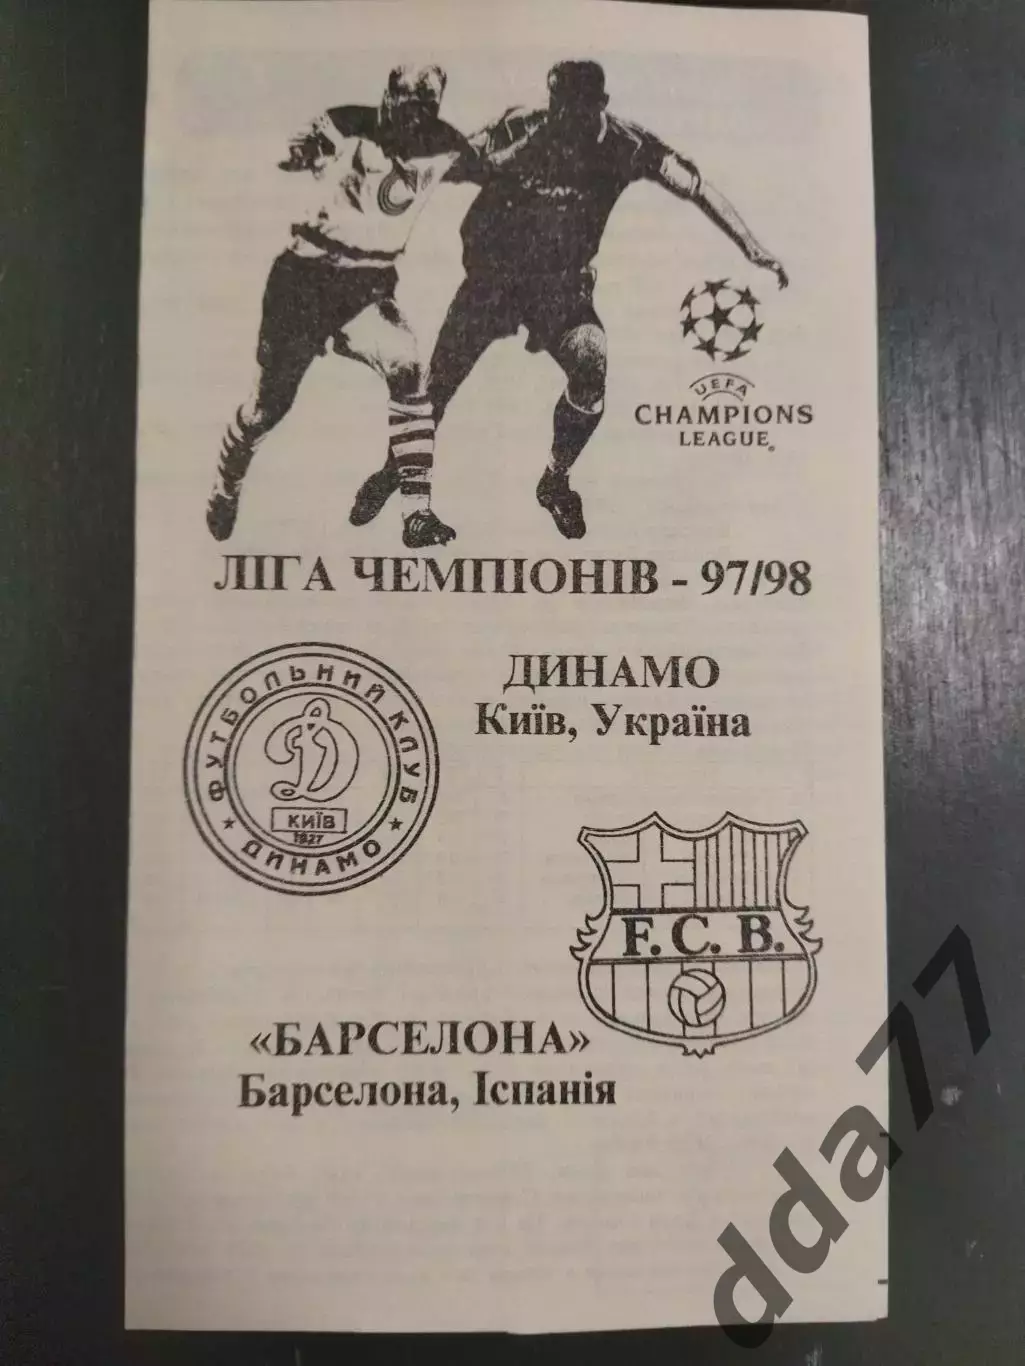 UEFA
CHAMPIONS
LEAGUE
ЛІГА ЧЕМПІОНІВ - 97/98
ДИНАМО
Київ, Україна
ФУТБОЛЬНИЙ КЛУБ
КИЇВ
1927
★ ДИНАМО ★
F. C. B.
«БАРСЕЛОНА»
Барселона, Іспанія
dda77